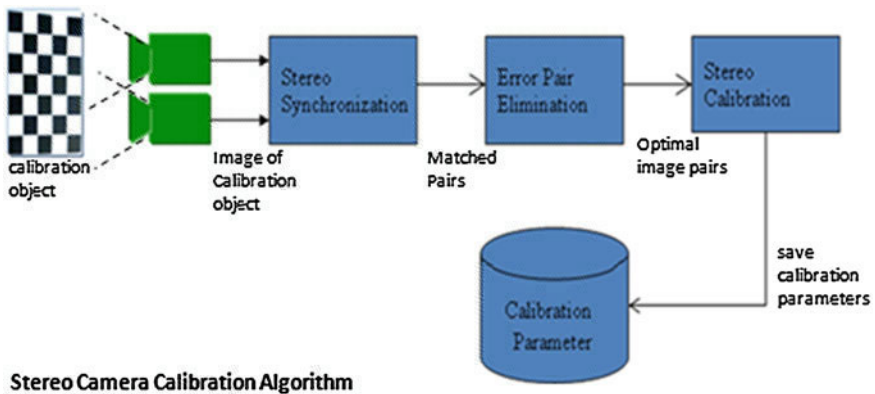 Stereo
Synchronization
Error Pair
Elimination
Stereo
Calibration
calibration
object
Image of
Calibration
object
Matched
Pairs
Optimal
image pairs
save
calibration
parameters
Calibration
Parameter
Stereo Camera Calibration Algorithm